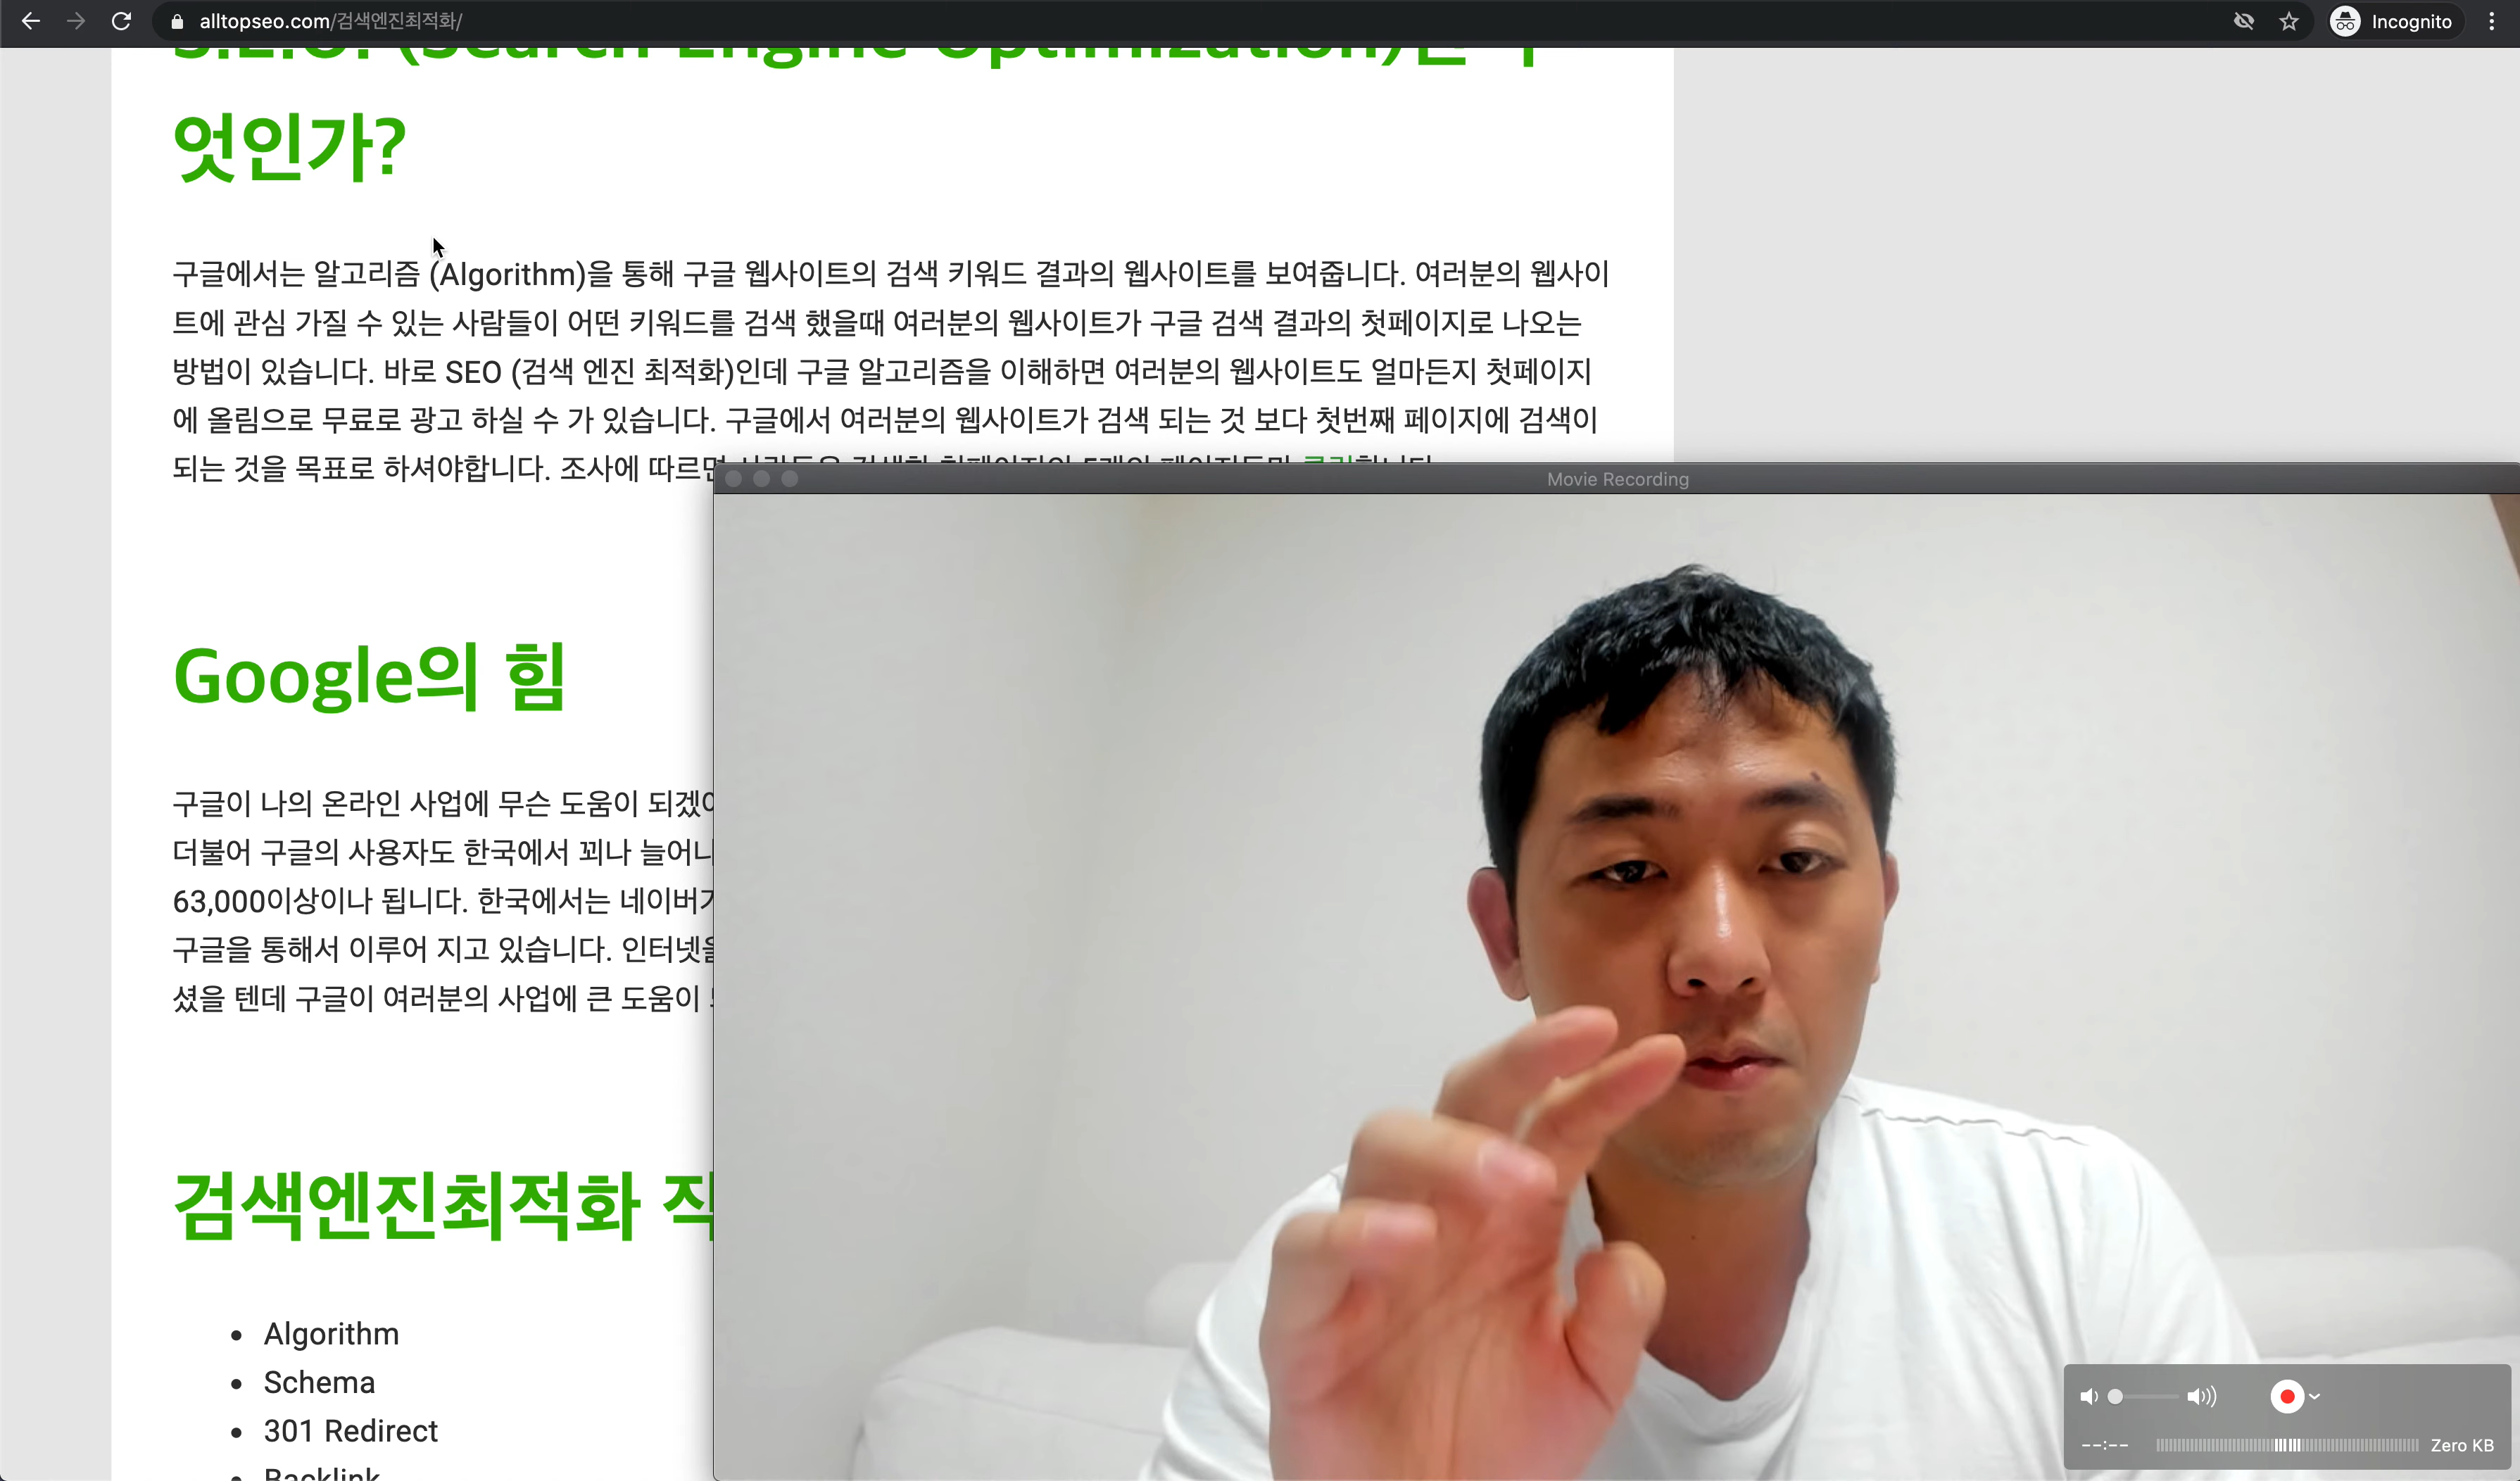 alltopseo.com/검색엔진최적화/
Incognito
S.E.O. (Search Engine Optimization)란 무
엇인가?
구글에서는 알고리즘 (Algorithm)을 통해 구글 웹사이트의 검색 키워드 결과의 웹사이트를 보여줍니다. 여러분의 웹사이
트에 관심 가질 수 있는 사람들이 어떤 키워드를 검색 했을때 여러분의 웹사이트가 구글 검색 결과의 첫페이지로 나오는
방법이 있습니다. 바로 SEO (검색 엔진 최적화)인데 구글 알고리즘을 이해하면 여러분의 웹사이트도 얼마든지 첫페이지
에 올림으로 무료로 광고 하실 수 가 있습니다. 구글에서 여러분의 웹사이트가 검색 되는 것 보다 첫번째 페이지에 검색이
되는 것을 목표로 하셔야합니다. 조사에 따르면
Movie Recording
Google의 힘
구글이 나의 온라인 사업에 무슨 도움이
더불어 구글의 사용자도 한국에서 꾀나
63,000이상이나 됩니다. 한국에서는
구글을 통해서 이루어 지고 있습니다.
셨을 텐데 구글이 여러분의 사업에 큰 도움이
검색엔진최적화
Algorithm
Schema
301 Redirect
Backlink
--:--
Zero KB